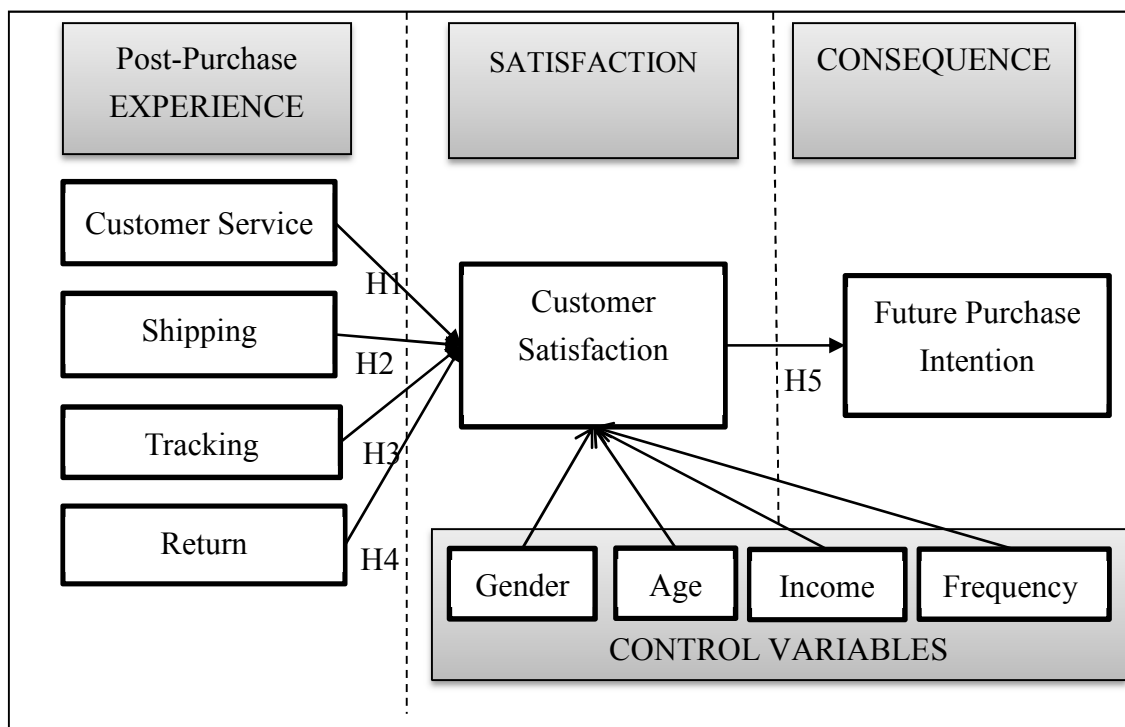 Post-Purchase
EXPERIENCE
SATISFACTION
CONSEQUENCE
Customer Service
Shipping
Tracking
Return
H1
H2
H3
H4
Customer
Satisfaction
H5
Future Purchase
Intention
Gender
Age
Income
Frequency
CONTROL VARIABLES